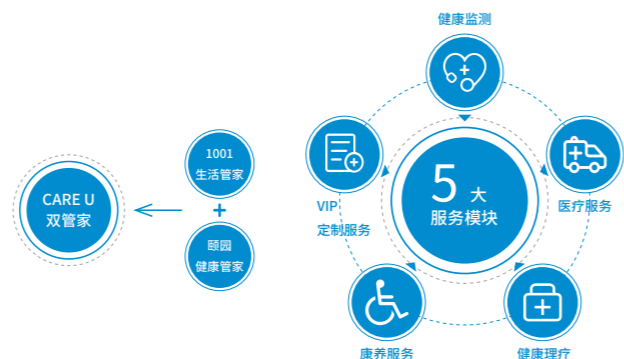 健康监测
1001
生活管家
CARE U
双管家
颐园
健康管家
5 大
服务模块
VIP
定制服务
医疗服务
康养服务
健康理疗